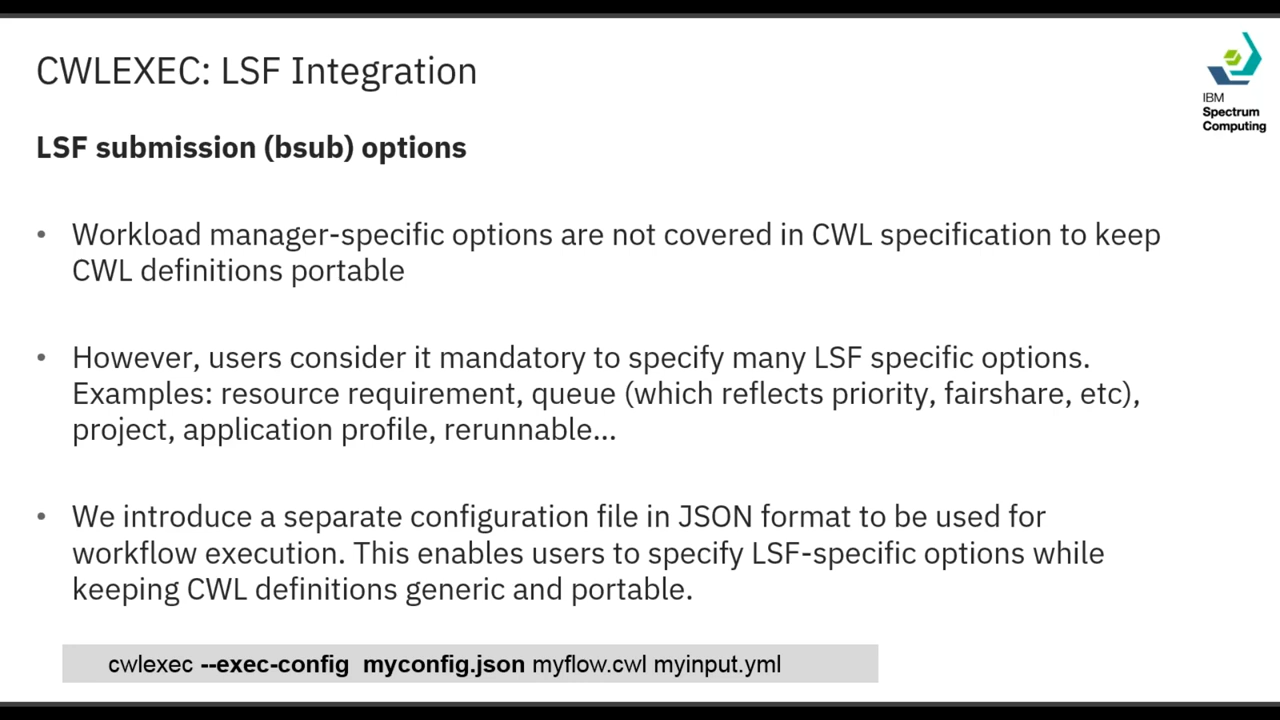 CWLEXEC: LSF Integration
IBM
Spectrum
Computing
LSF submission (bsub) options
• Workload manager-specific options are not covered in CWL specification to keep
CWL definitions portable
• However, users consider it mandatory to specify many LSF specific options.
Examples: resource requirement, queue (which reflects priority, fairshare, etc),
project, application profile, rerunnable...
• We introduce a separate configuration file in JSON format to be used for
workflow execution. This enables users to specify LSF-specific options while
keeping CWL definitions generic and portable.
cwlexec --exec-config myconfig.json myflow.cwl myinput.yml